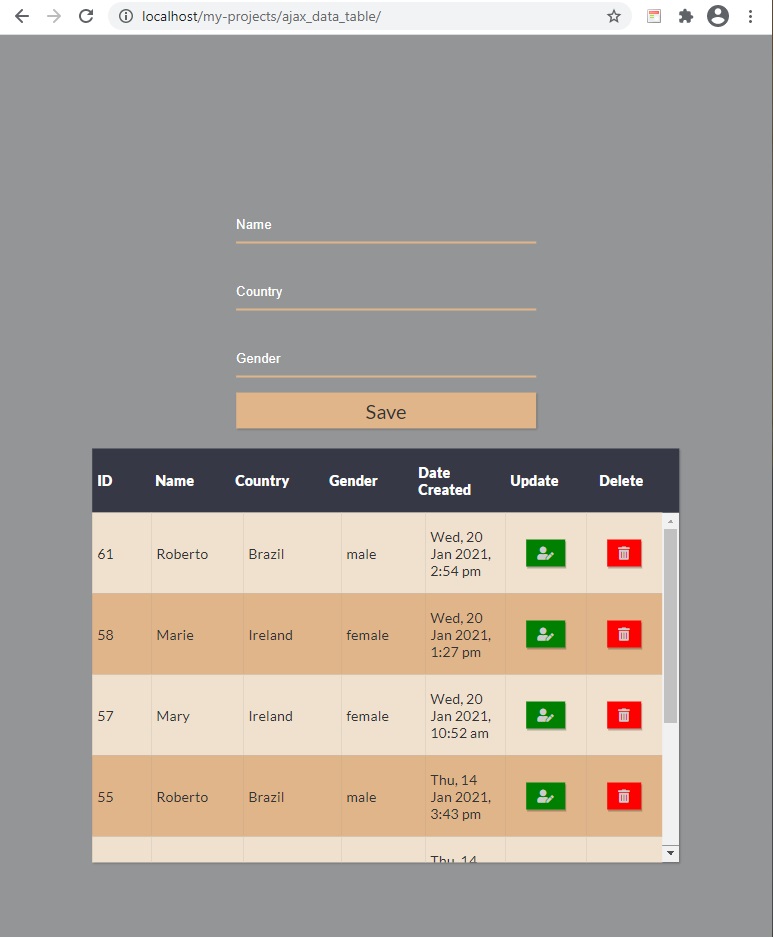 localhost/my-projects/ajax_data_table/
Name
Country
Gender
Save
ID Name Country Gender Date Created Update Delete
61 Roberto Brazil male Wed, 20 Jan 2021, 2:54 pm
58 Marie Ireland female Wed, 20 Jan 2021, 1:27 pm
57 Mary Ireland female Wed, 20 Jan 2021, 10:52 am
55 Roberto Brazil male Thu, 14 Jan 2021, 3:43 pm
Thu, 14